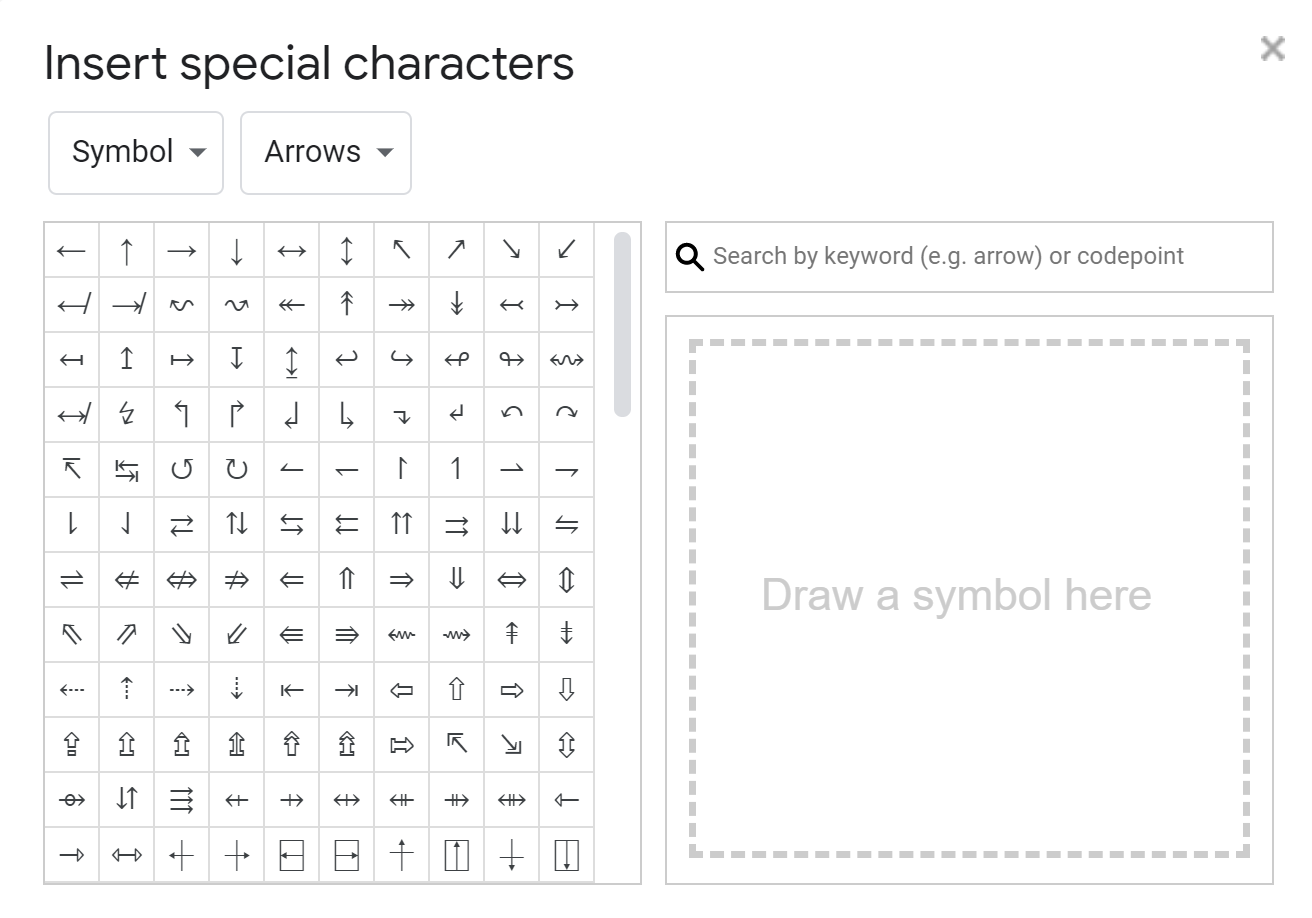 Insert special characters
×
Symbol Arrows
Search by keyword (e.g. arrow) or codepoint
Draw a symbol here
← ↑ → ↓ ↔ ↕ ↖ ↗ ↘ ↙
↚ ↛ ↜ ↝ ↞ ↟ ↠ ↡ ↢ ↣
↤ ↥ ↦ ↧ ↨ ↩ ↪ ↫ ↬ ↭
↮ ↯ ↰ ↱ ↲ ↳ ↴ ↵ ↶ ↷
↸ ↹ ↺ ↻ ↼ ↽ ↾ ↿ ⇀ ⇁
⇂ ⇃ ⇄ ⇅ ⇆ ⇇ ⇈ ⇉ ⇊ ⇋
⇌ ⇍ ⇎ ⇏ ⇐ ⇑ ⇒ ⇓ ⇔ ⇕
⇖ ⇗ ⇘ ⇙ ⇚ ⇛ ⇜ ⇝ ⇞ ⇟
⇠ ⇡ ⇢ ⇣ ⇤ ⇥ ⇦ ⇧ ⇨ ⇩
⇪ ⇫ ⇬ ⇭ ⇮ ⇯ ⇰ ⇱ ⇲ ⇳
⇴ ⇵ ⇶ ⇷ ⇸ ⇹ ⇺ ⇻ ⇼ ⇽
⇾ ⇿ ⍅ ⍆ ⍇ ⍈ ⍏ ⍐ ⍖ ⍗